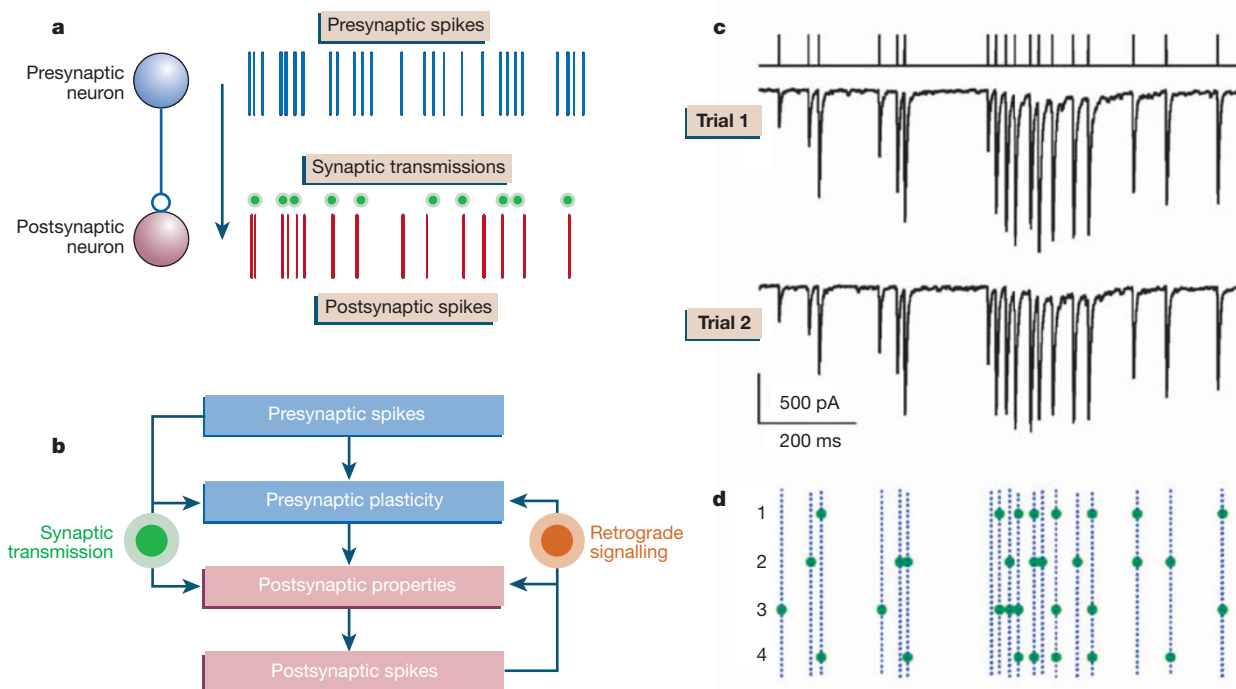 a
Presynaptic spikes
Presynaptic
neuron
Synaptic transmissions
Postsynaptic
neuron
Postsynaptic spikes
b
Presynaptic spikes
Presynaptic plasticity
Synaptic
transmission
Retrograde
signalling
Postsynaptic properties
Postsynaptic spikes
c
Trial 1
Trial 2
500 pA
200 ms
d
1
2
3
4